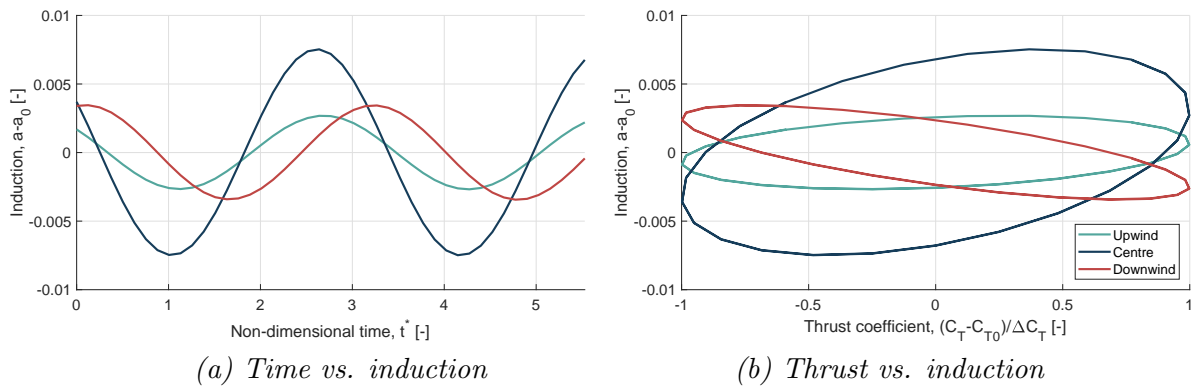 0.01
0.005
0
-0.005
-0.01
Induction, a-a0 [-]
0 1 2 3 4 5
Non-dimensional time, t* [-]
(a) Time vs. induction
0.01
0.005
0
-0.005
-0.01
Induction, a-a0 [-]
-1 -0.5 0 0.5 1
Thrust coefficient, (CT-CT0)/ΔCT [-]
Upwind
Centre
Downwind
(b) Thrust vs. induction